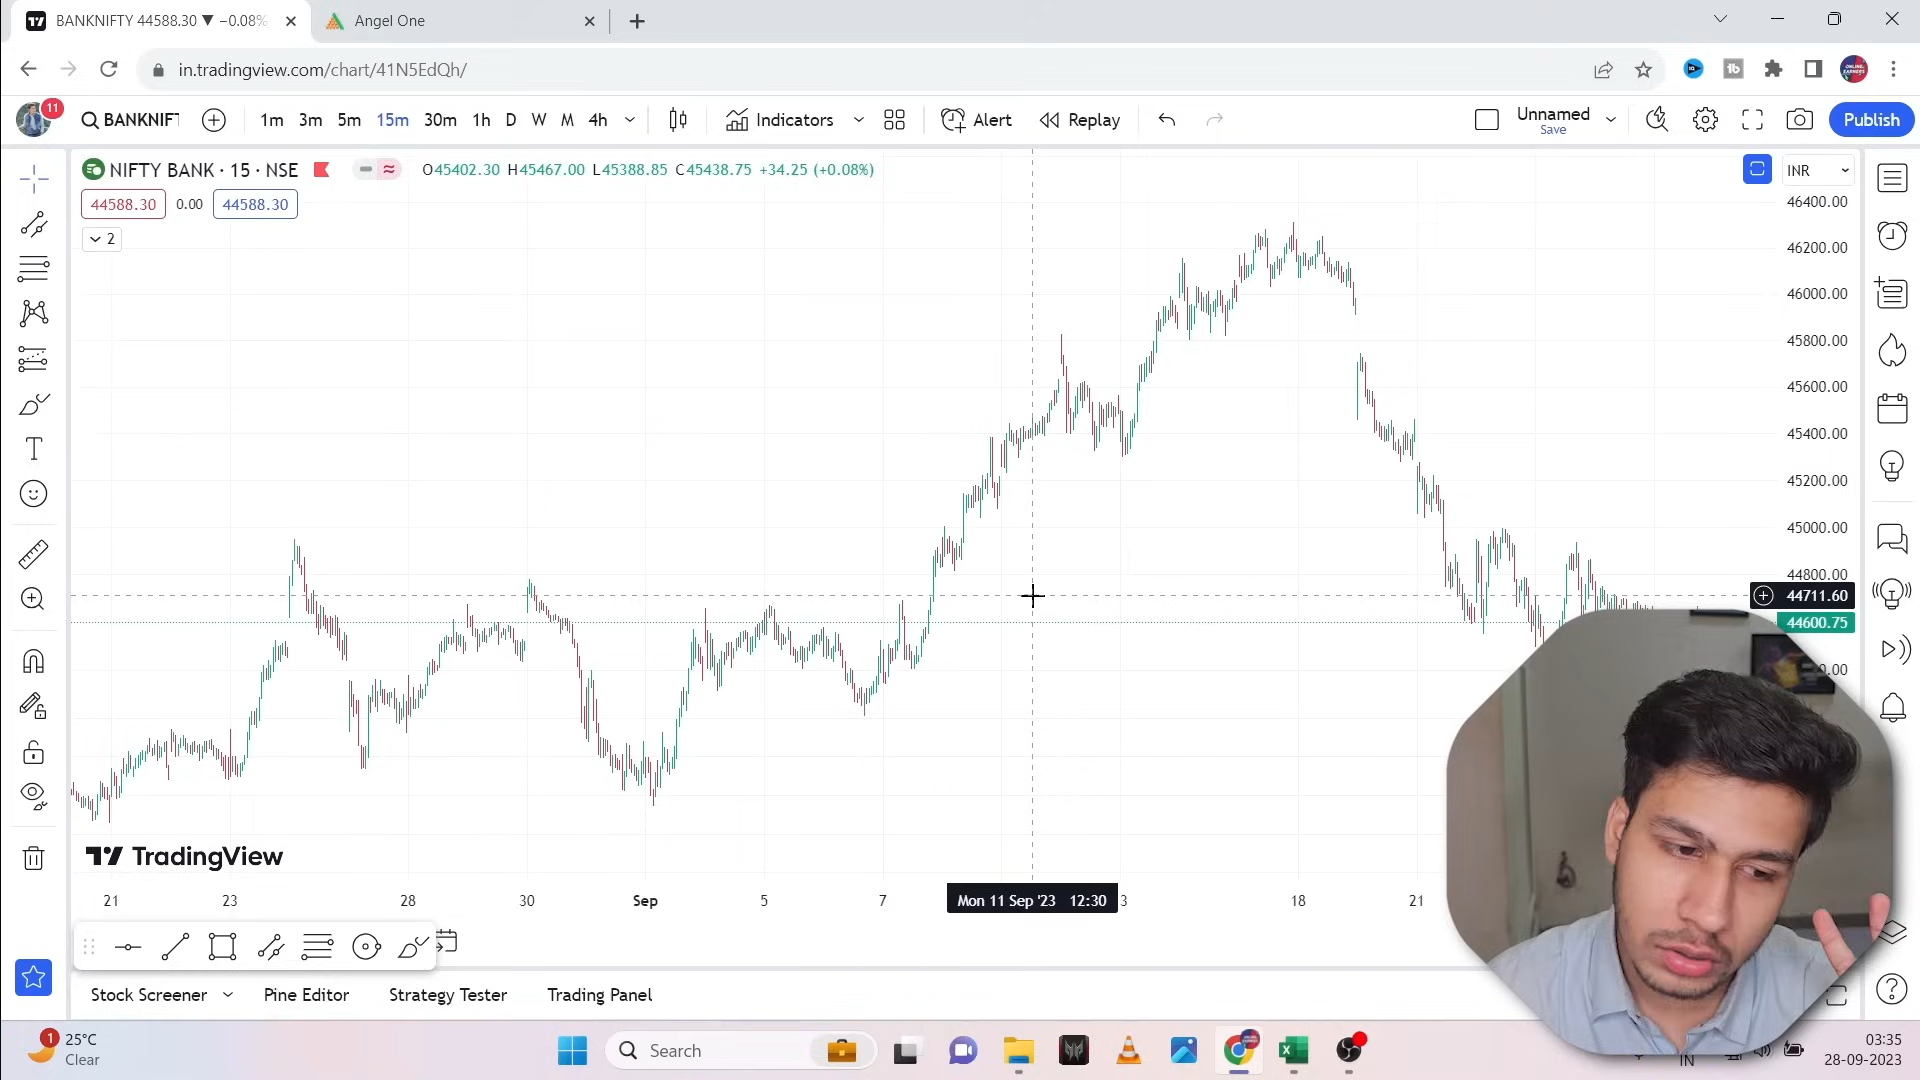 BANKNIFTY 44588.30 ▼ −0.08%
Angel One
in.tradingview.com/chart/41N5EdQh/
11
BANKNIFT
1m 3m 5m 15m 30m 1h D W M 4h
Indicators
Alert
Replay
Unnamed
Save
Publish
NIFTY BANK · 15 · NSE
O45402.30 H45467.00 L45388.85 C45438.75 +34.25 (+0.08%)
INR
44588.30 0.00 44588.30
2
46400.00
46200.00
46000.00
45800.00
45600.00
45400.00
45200.00
45000.00
44800.00
44711.60
44600.75
TradingView
21 23 28 30 Sep 5 7 Mon 11 Sep '23 12:30 3 18 21
Stock Screener Pine Editor Strategy Tester Trading Panel
1
25°C
Clear
Search
IN
03:35
28-09-2023